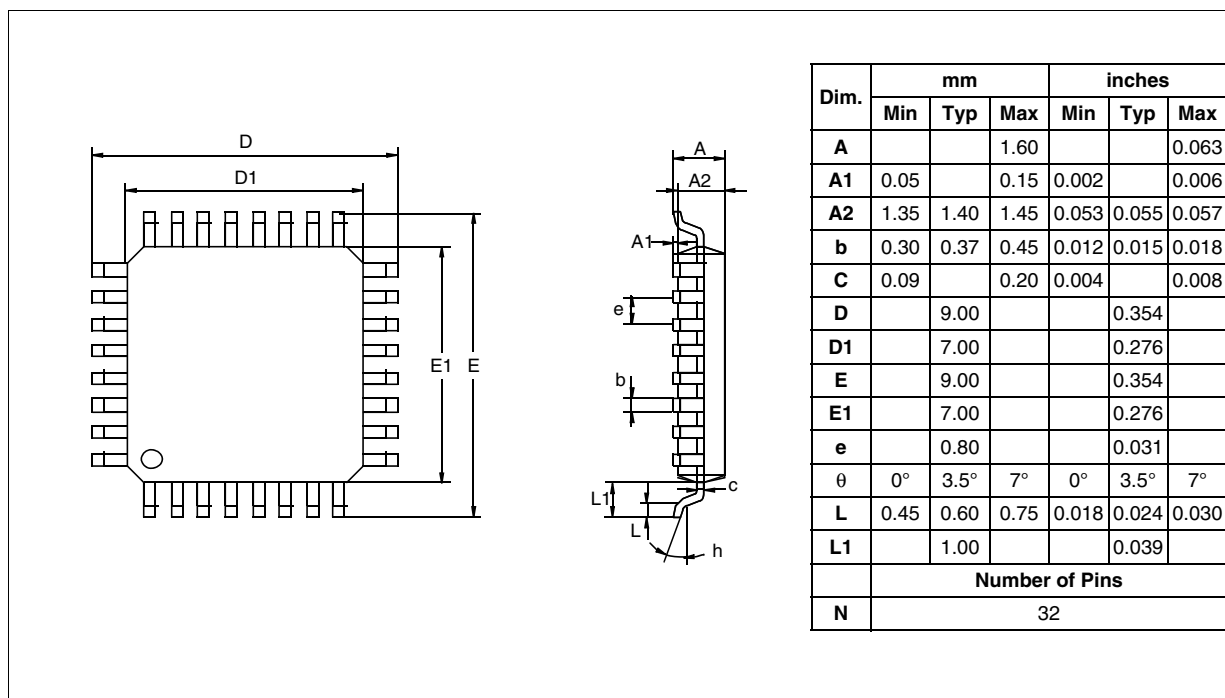 D
D1
E1
E
A
A2
A1
e
b
L1
L
c
h
Dim. mm inches
Min Typ Max Min Typ Max
A 1.60 0.063
A1 0.05 0.15 0.002 0.006
A2 1.35 1.40 1.45 0.053 0.055 0.057
b 0.30 0.37 0.45 0.012 0.015 0.018
C 0.09 0.20 0.004 0.008
D 9.00 0.354
D1 7.00 0.276
E 9.00 0.354
E1 7.00 0.276
e 0.80 0.031
θ 0° 3.5° 7° 0° 3.5° 7°
L 0.45 0.60 0.75 0.018 0.024 0.030
L1 1.00 0.039
Number of Pins
N 32